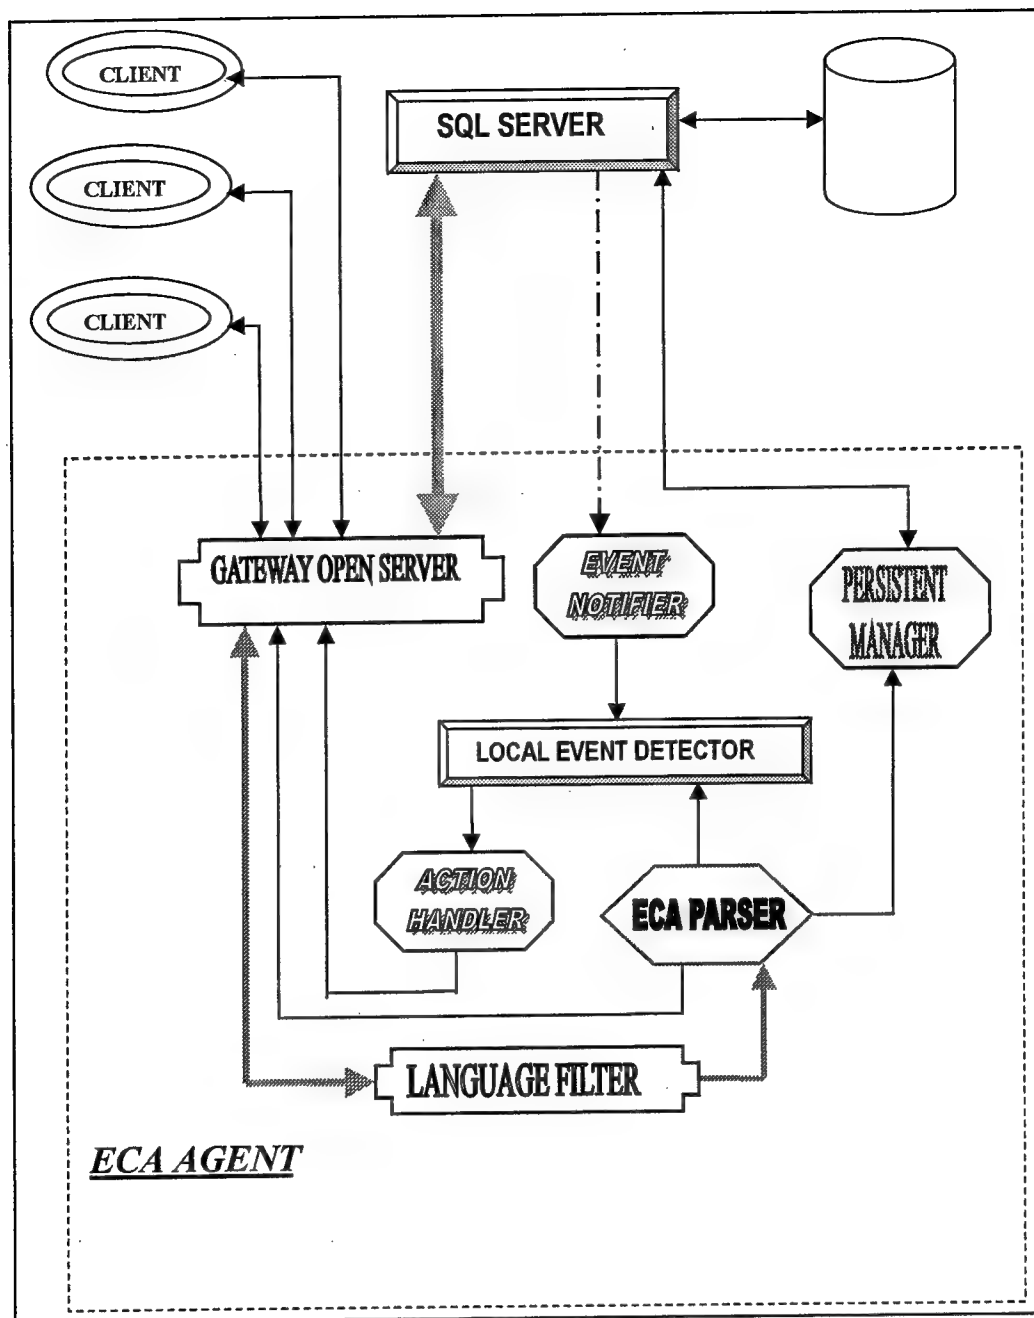 CLIENT
SQL SERVER
CLIENT
CLIENT
GATEWAY OPEN SERVER
EVENT
NOTIFIER
PERSISTENT
MANAGER
LOCAL EVENT DETECTOR
ACTION
HANDLER
ECA PARSER
LANGUAGE FILTER
ECA AGENT